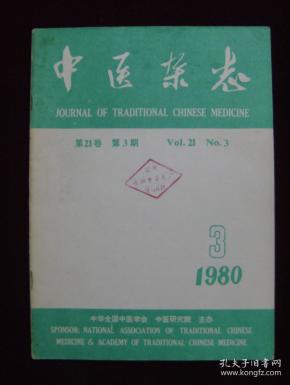 中医杂志
JOURNAL OF TRADITIONAL CHINESE MEDICINE
第21卷 第3期 Vol. 21 No. 3
3
1980
中华全国中医学会 中医研究院 主办
SPONSOR: NATIONAL ASSOCIATION OF TRADITIONAL CHINESE
MEDICINE & ACADEMY OF TRADITIONAL CHINESE MEDICINE
孔夫子旧书网